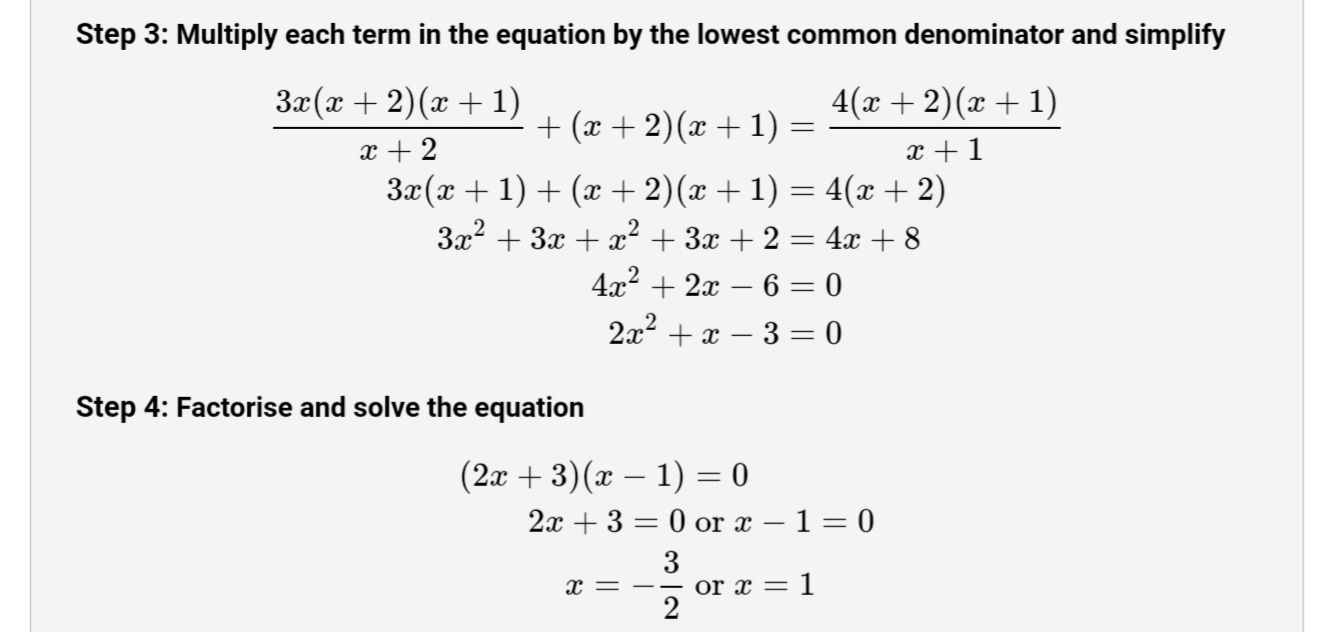 Step 3: Multiply each term in the equation by the lowest common denominator and simplify
3x(x + 2)(x + 1)/(x + 2) + (x + 2)(x + 1) = 4(x + 2)(x + 1)/(x + 1)
3x(x + 1) + (x + 2)(x + 1) = 4(x + 2)
3x² + 3x + x² + 3x + 2 = 4x + 8
4x² + 2x − 6 = 0
2x² + x − 3 = 0
Step 4: Factorise and solve the equation
(2x + 3)(x − 1) = 0
2x + 3 = 0 or x − 1 = 0
x = −3/2 or x = 1